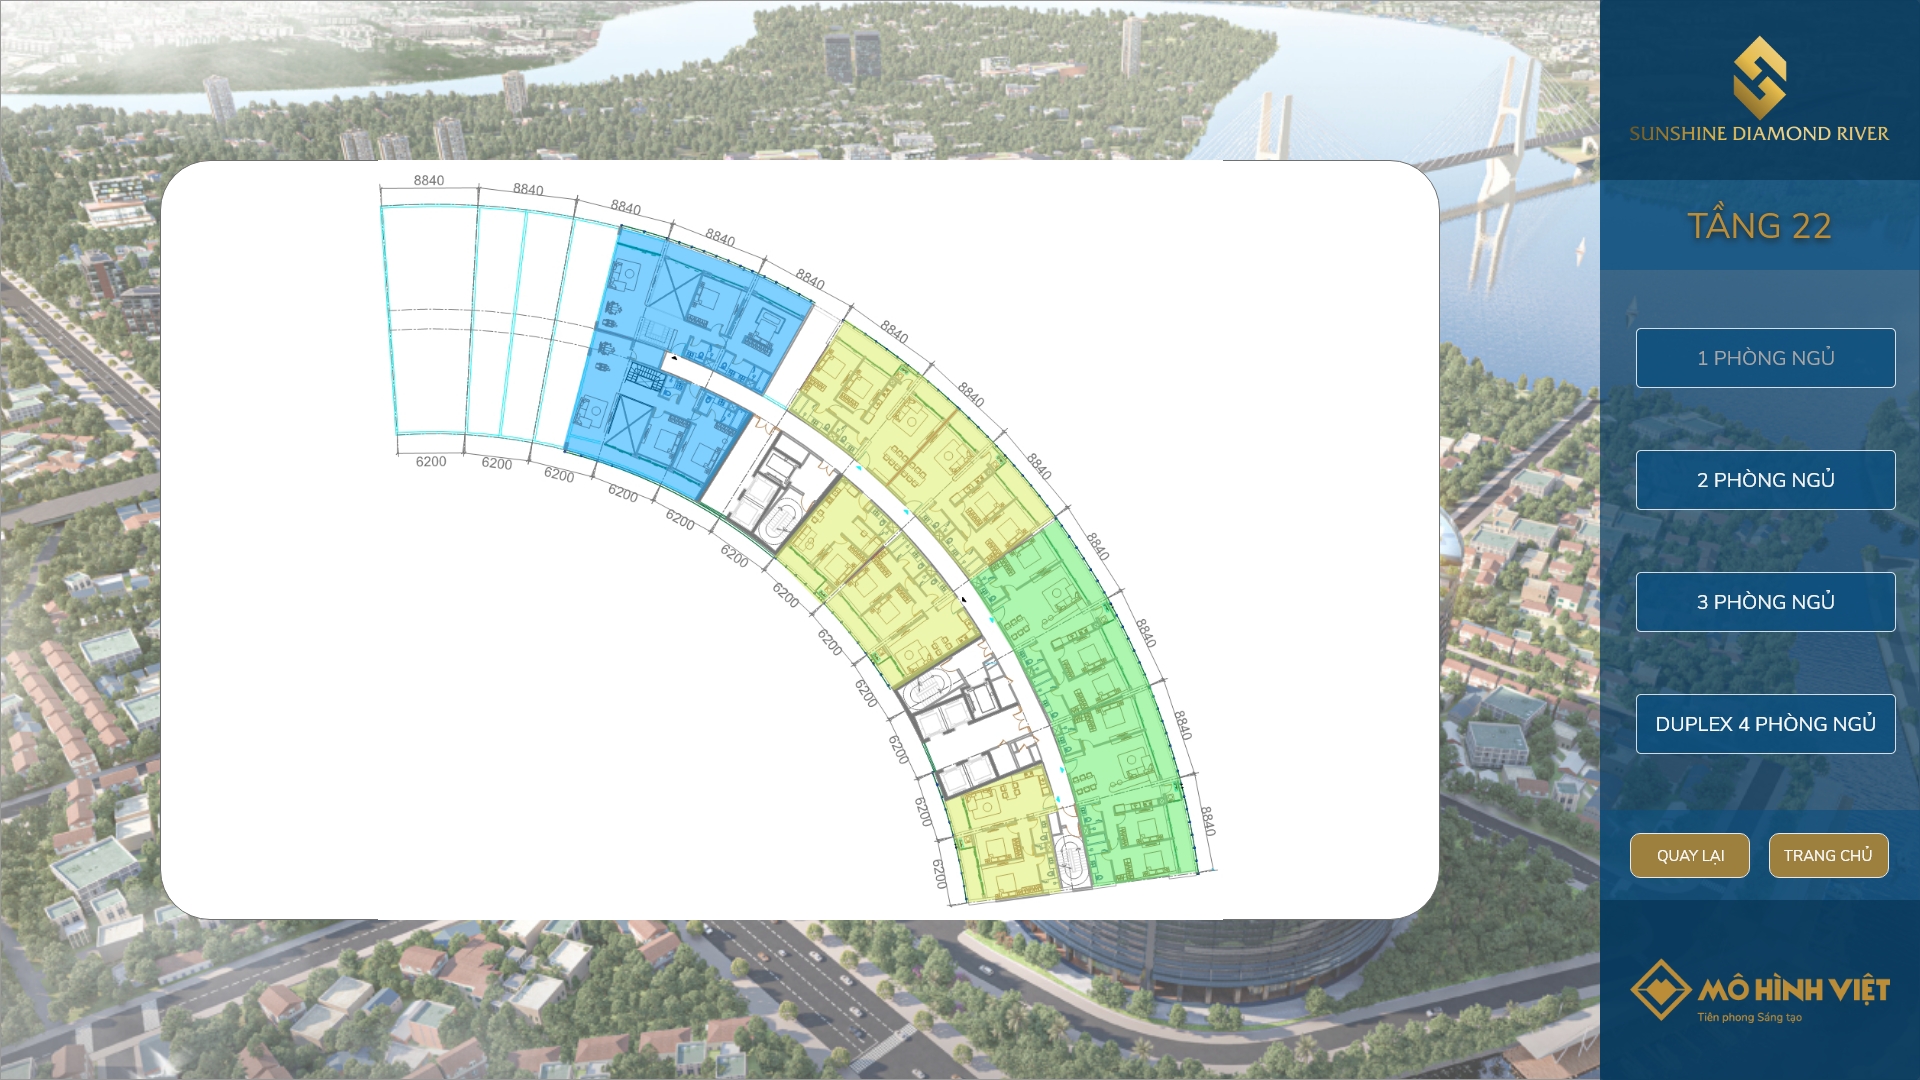 8840
8840
8840
8840
8840
8840
8840
8840
8840
8840
8840
8840
6200
6200
6200
6200
6200
6200
6200
6200
6200
6200
6200
6200
SUNSHINE DIAMOND RIVER
TẦNG 22
1 PHÒNG NGỦ
2 PHÒNG NGỦ
3 PHÒNG NGỦ
DUPLEX 4 PHÒNG NGỦ
QUAY LẠI
TRANG CHỦ
MÔ HÌNH VIỆT
Tiên phong Sáng tạo